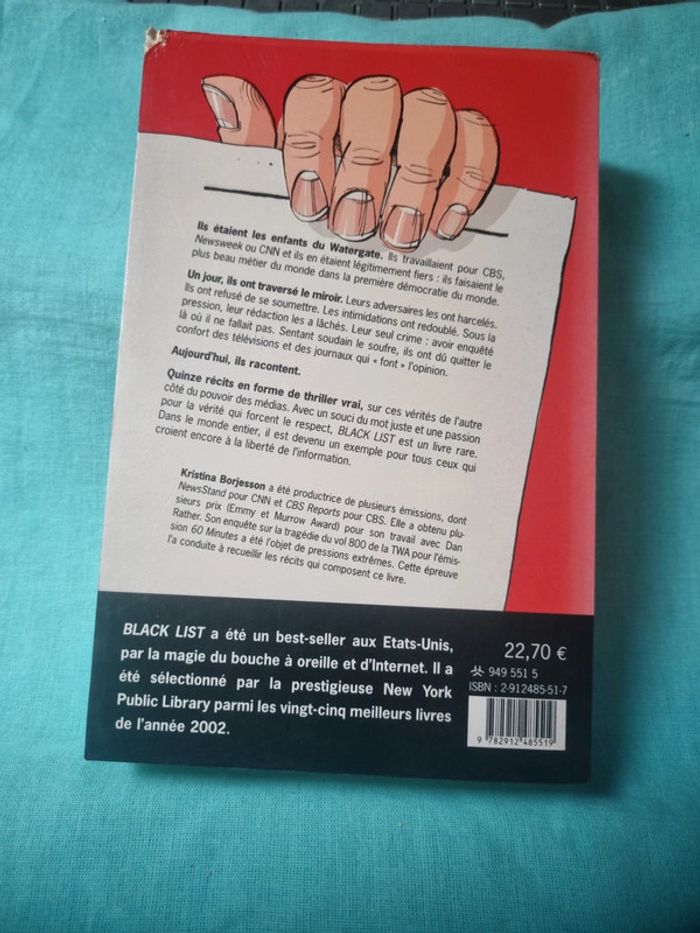 Ils étaient les enfants du Watergate. Ils travaillaient pour CBS,
Newsweek ou CNN et ils en étaient légitimement fiers : ils faisaient le
plus beau métier du monde dans la première démocratie du monde.
Un jour, ils ont traversé le miroir. Leurs adversaires les ont harcelés.
Ils ont refusé de se soumettre. Les intimidations ont redoublé. Sous la
pression, leur rédaction les a lâchés. Leur seul crime : avoir enquêté
là où il ne fallait pas. Sentant soudain le soufre, ils ont dû quitter le
confort des télévisions et des journaux qui « font » l'opinion.
Aujourd'hui, ils racontent.
Quinze récits en forme de thriller vrai, sur ces vérités de l'autre
côté du pouvoir des médias. Avec un souci du mot juste et une passion
pour la vérité qui forcent le respect, BLACK LIST est un livre rare.
Dans le monde entier, il est devenu un exemple pour tous ceux qui
croient encore à la liberté de l'information.
Kristina Borjesson a été productrice de plusieurs émissions, dont
NewsStand pour CNN et CBS Reports pour CBS. Elle a obtenu plu-
sieurs prix (Emmy et Murrow Award) pour son travail avec Dan
Rather. Son enquête sur la tragédie du vol 800 de la TWA pour l'émis-
sion 60 Minutes a été l'objet de pressions extrêmes. Cette épreuve
l'a conduite à recueillir les récits qui composent ce livre.
BLACK LIST a été un best-seller aux Etats-Unis,
par la magie du bouche à oreille et d'Internet. Il a
été sélectionné par la prestigieuse New York
Public Library parmi les vingt-cinq meilleurs livres
de l'année 2002.
22,70 €
949 551 5
ISBN : 2-912485-51-7
9 782912 485519